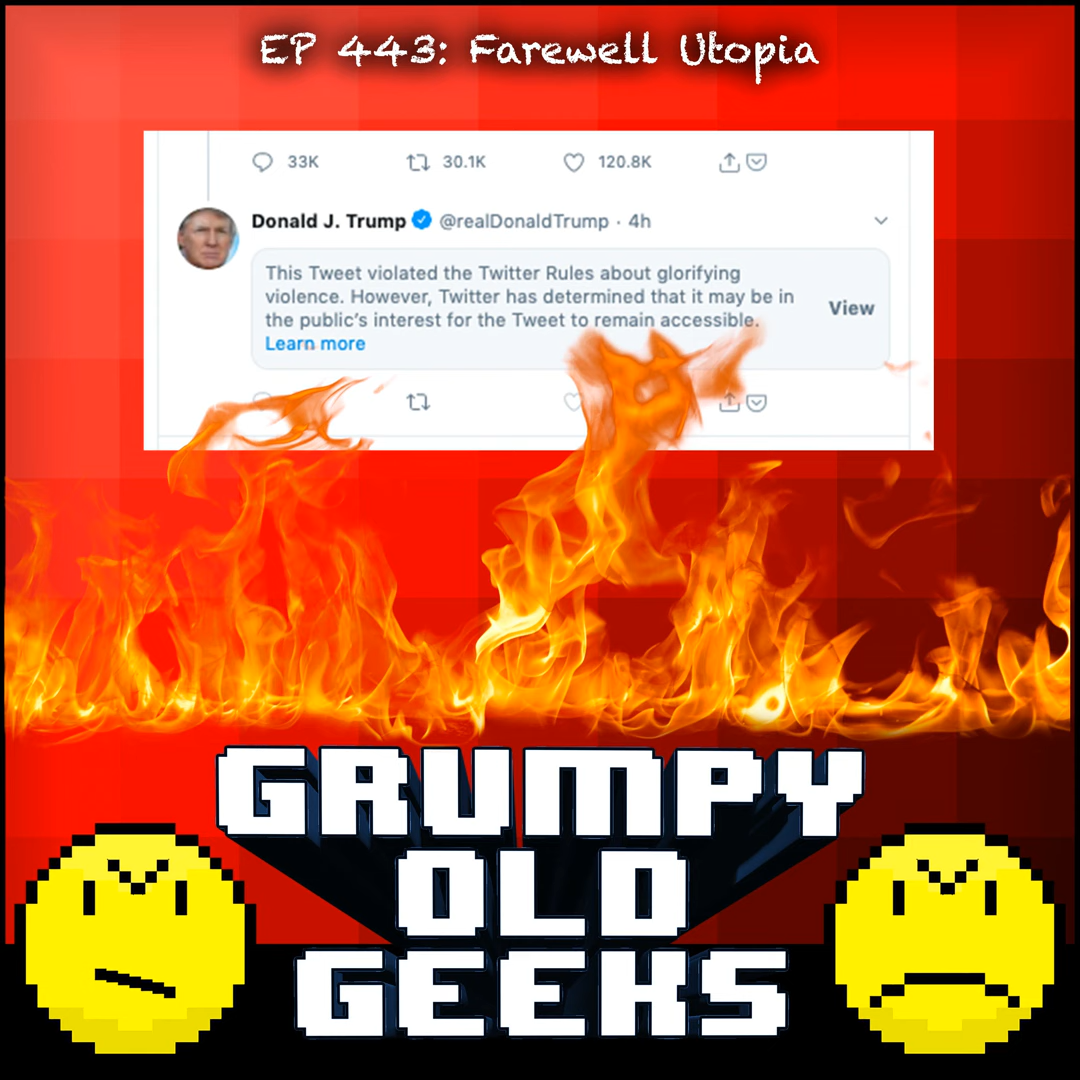 EP 443: Farewell Utopia
33K 30.1K 120.8K
Donald J. Trump @realDonaldTrump · 4h
This Tweet violated the Twitter Rules about glorifying
violence. However, Twitter has determined that it may be in
the public's interest for the Tweet to remain accessible.
View
Learn more
GRUMPY
OLD
GEEKS